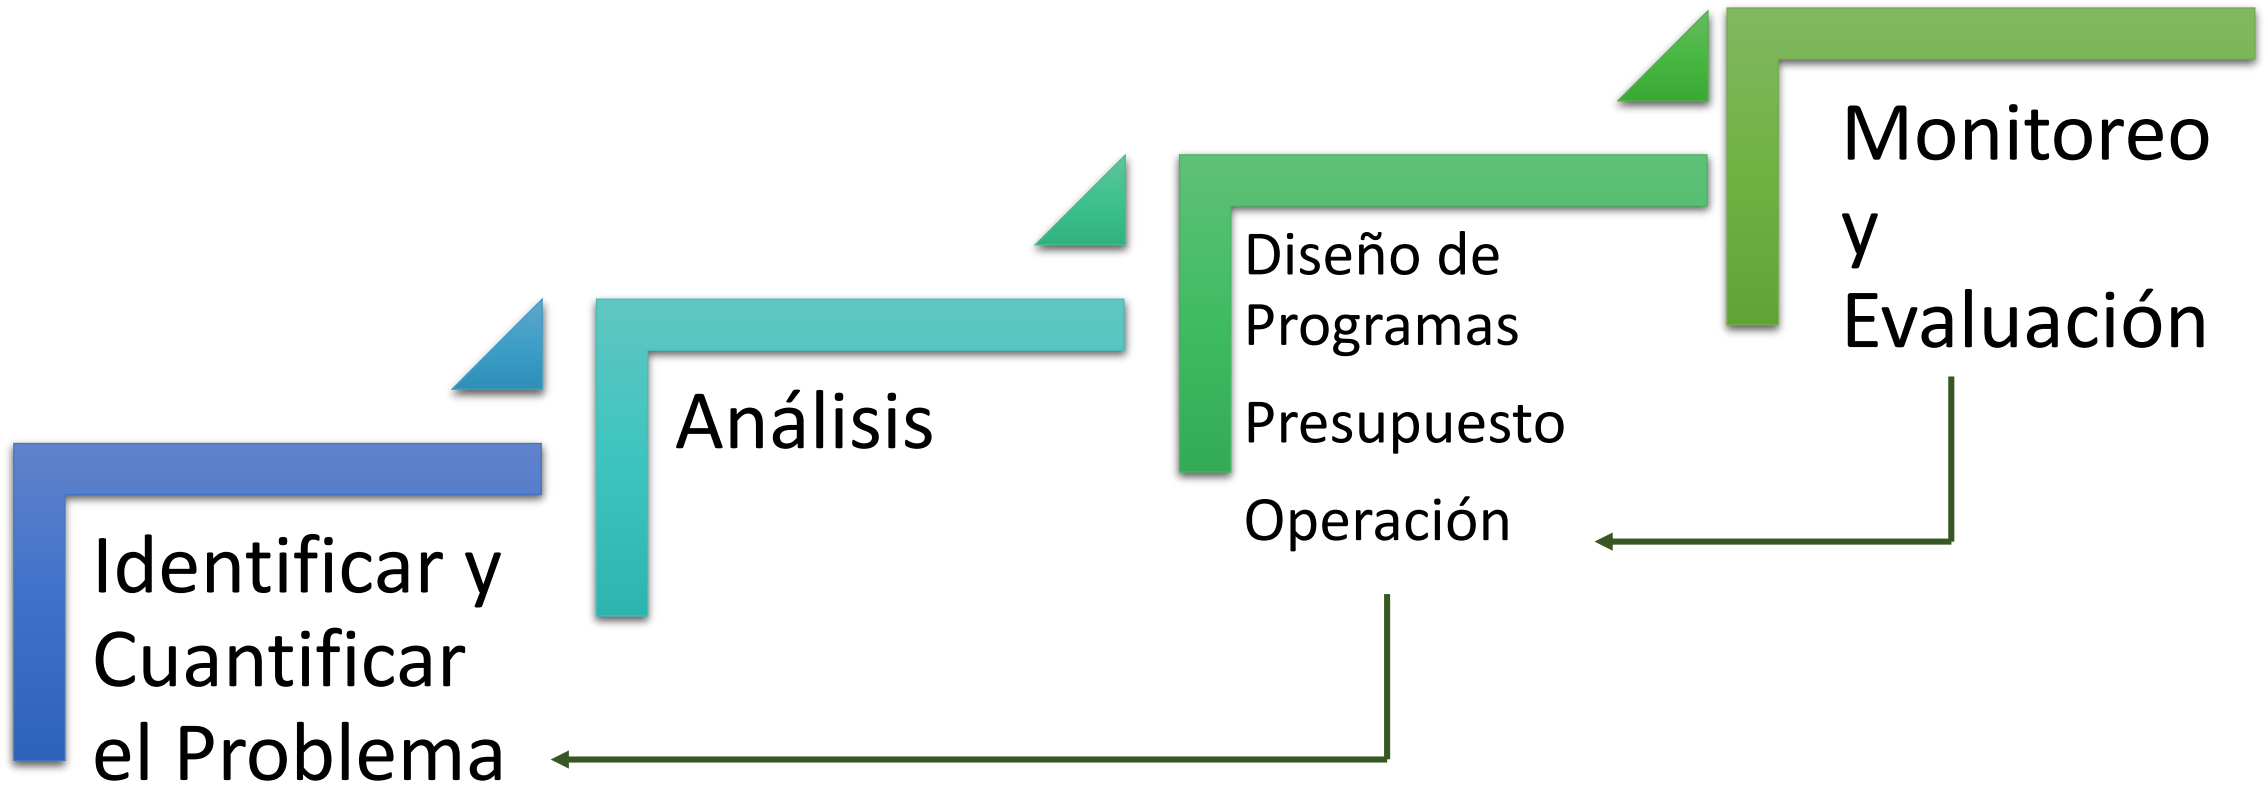 Identificar y
Cuantificar
el Problema
Análisis
Diseño de
Programas
Presupuesto
Operación
Monitoreo
y
Evaluación